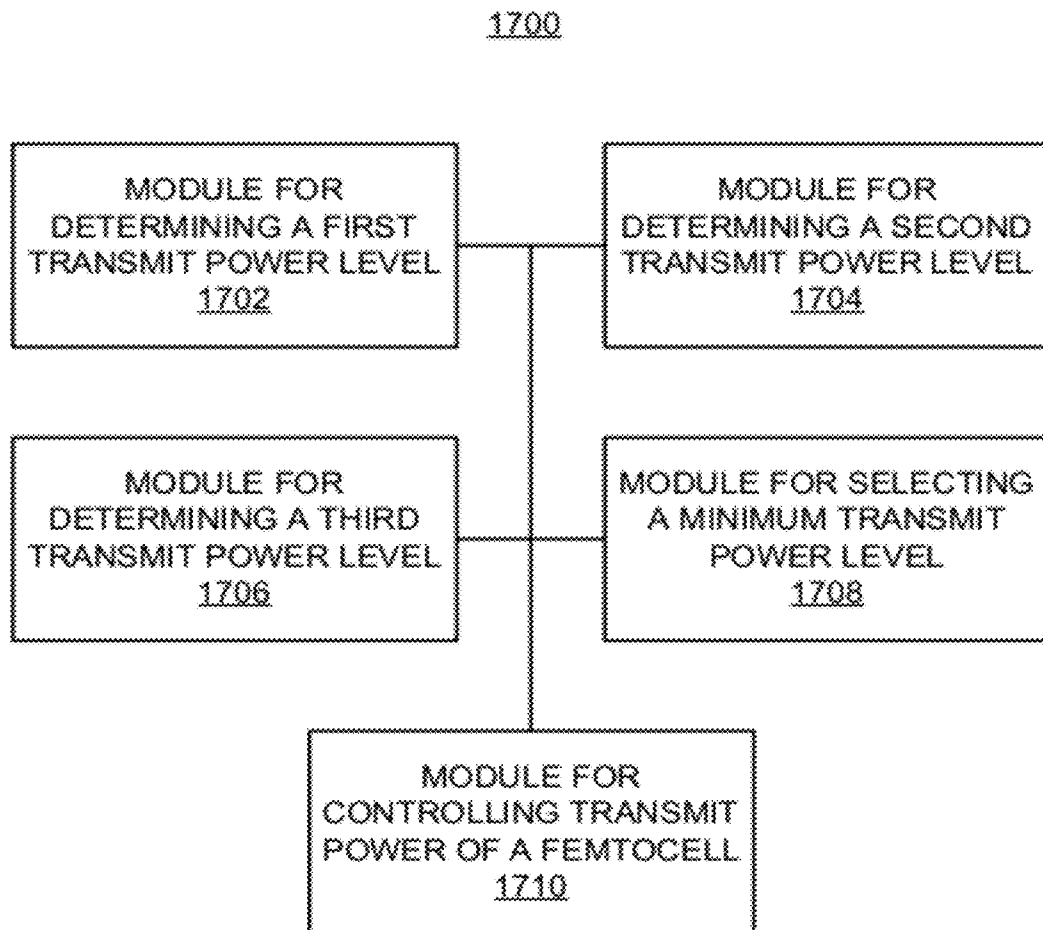 1700
MODULE FOR
DETERMINING A FIRST
TRANSMIT POWER LEVEL
1702
MODULE FOR
DETERMINING A SECOND
TRANSMIT POWER LEVEL
1704
MODULE FOR
DETERMINING A THIRD
TRANSMIT POWER LEVEL
1706
MODULE FOR SELECTING
A MINIMUM TRANSMIT
POWER LEVEL
1708
MODULE FOR
CONTROLLING TRANSMIT
POWER OF A FEMTOCELL
1710